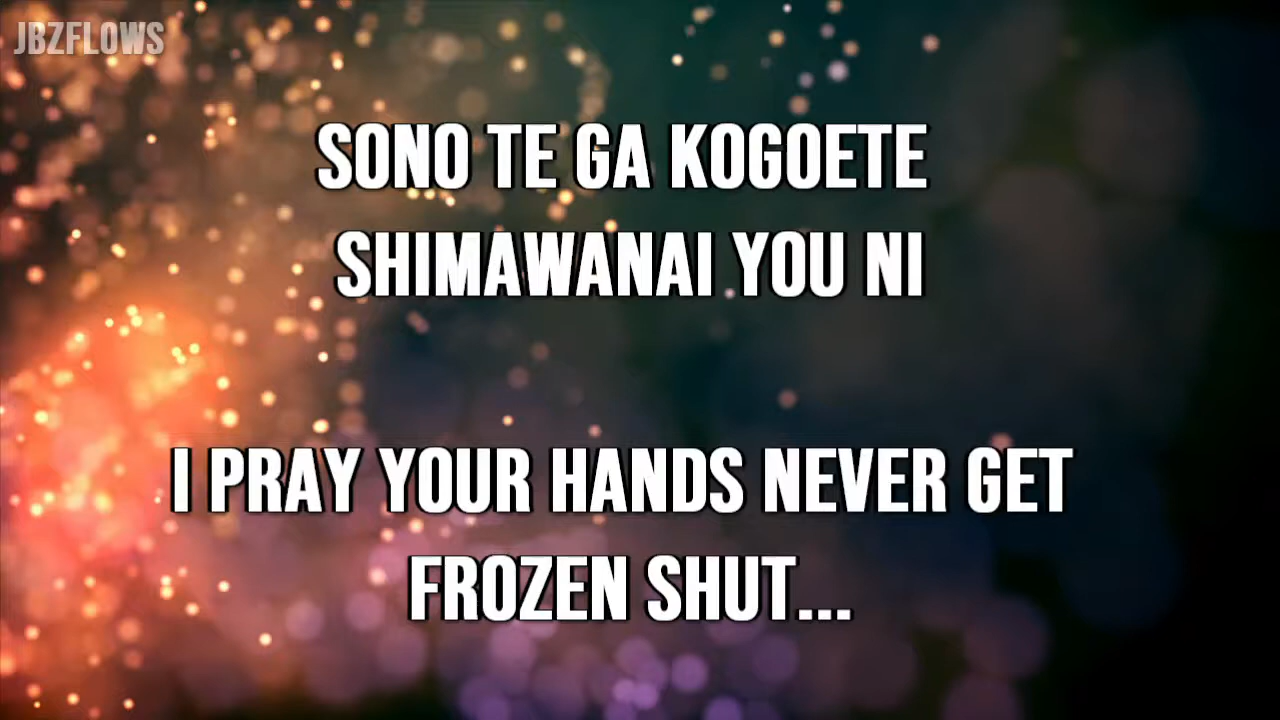 JBZFLOWS
SONO TE GA KOGOETE
SHIMAWANAI YOU NI
I PRAY YOUR HANDS NEVER GET
FROZEN SHUT...